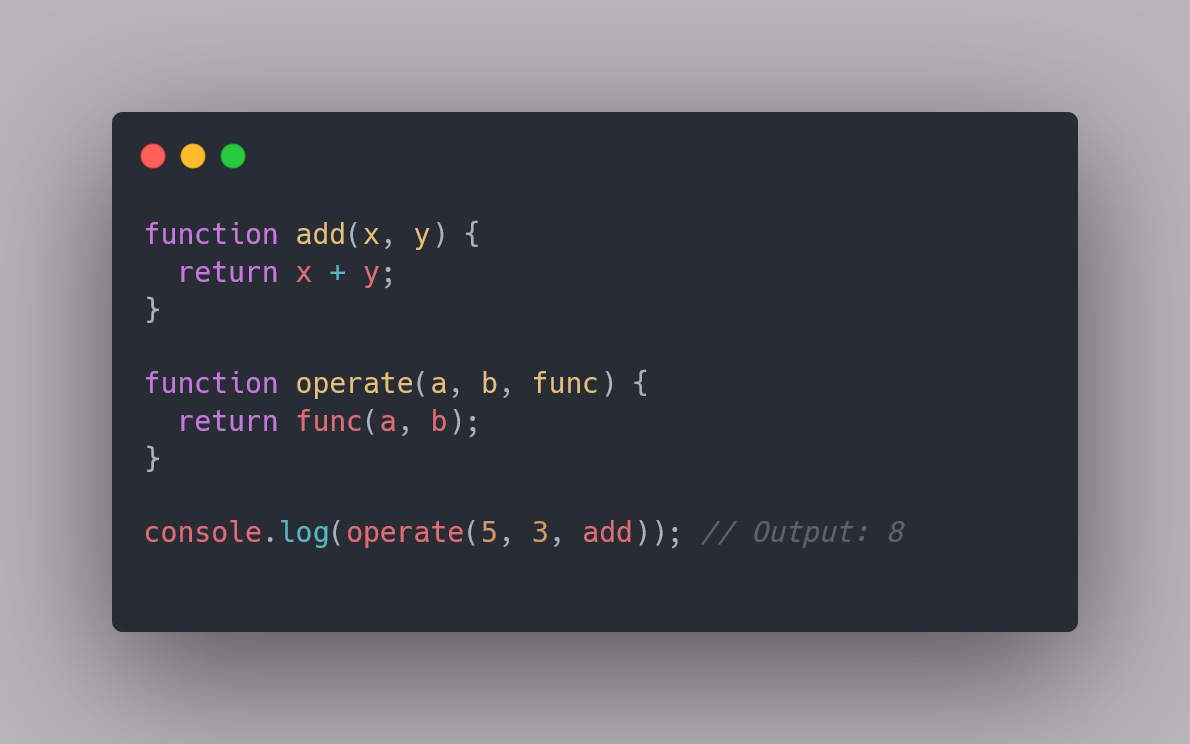 function add(x, y) {
  return x + y;
}

function operate(a, b, func) {
  return func(a, b);
}

console.log(operate(5, 3, add)); // Output: 8